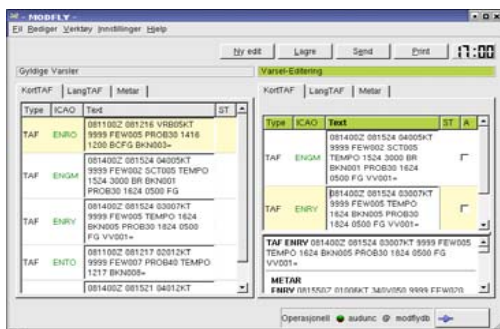 - MODFLY -
Fil Rediger Verktøy Innstillinger Hjelp
Ny edit Lagre Send Print 17:00
Gyldige Varsler
KortTAF LangTAF Metar
Type ICAO Text ST
TAF ENRO 081100Z 081216 VRB05KT
9999 FEW005 PROB30 1416
1200 BCFG BKN003=
TAF ENGM 081400Z 081524 04005KT
9999 FEW002 SCT005 TEMPO
1524 3000 BR BKN001
PROB30 1624 0500 FG
TAF ENRY 081400Z 081524 03007KT
9999 FEW005 TEMPO 1624
BKN005 PROB30 1824 0500
FG VV001=
TAF ENTO 081100Z 081217 02012KT
9999 FEW007 PROB40 TEMPO
1217 BKN008=
081400Z 081521 04012KT
Varsel-Editering
KortTAF LangTAF Metar
Type ICAO Text ST A
TAF ENGM 081400Z 081524 04005KT
9999 FEW002 SCT005
TEMPO 1524 3000 BR
BKN001 PROB30 1624
0500 FG VV001=
TAF ENRY 081400Z 081524 03007KT
9999 FEW005 TEMPO
1624 BKN005 PROB30
1824 0500 FG VV001=
TAF ENRY 081400Z 081524 03007KT 9999 FEW005
TEMPO 1624 BKN005 PROB30 1824 0500 FG
VV001=
METAR
ENRY 081550Z 01006KT 340V050 9999 FEW020
Operasjonell audunc @ modflydb